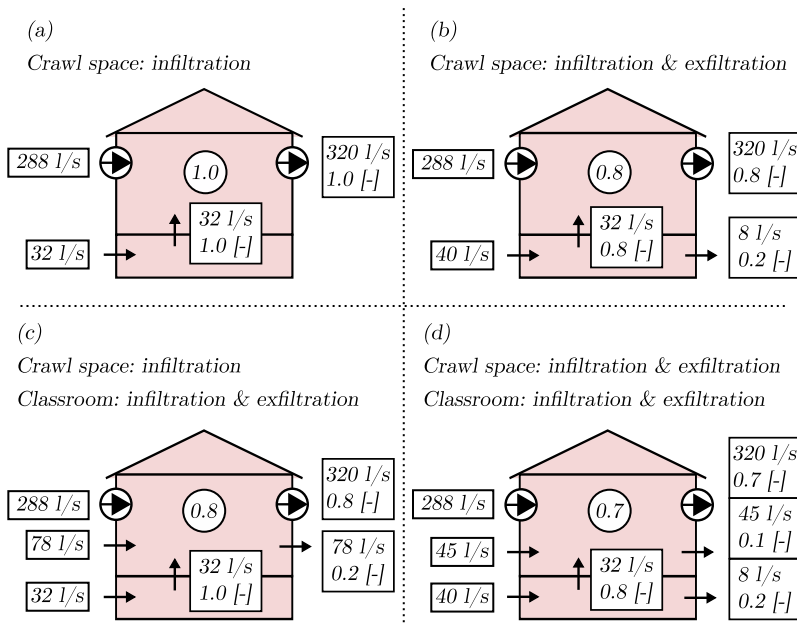 (a)
Crawl space: infiltration
288 l/s
320 l/s
1.0 [-]
1.0
32 l/s
1.0 [-]
32 l/s
(b)
Crawl space: infiltration & exfiltration
288 l/s
320 l/s
0.8 [-]
0.8
32 l/s
0.8 [-]
40 l/s
8 l/s
0.2 [-]
(c)
Crawl space: infiltration
Classroom: infiltration & exfiltration
288 l/s
320 l/s
0.8 [-]
0.8
78 l/s
78 l/s
0.2 [-]
32 l/s
1.0 [-]
32 l/s
(d)
Crawl space: infiltration & exfiltration
Classroom: infiltration & exfiltration
288 l/s
320 l/s
0.7 [-]
0.7
45 l/s
45 l/s
0.1 [-]
32 l/s
0.8 [-]
40 l/s
8 l/s
0.2 [-]